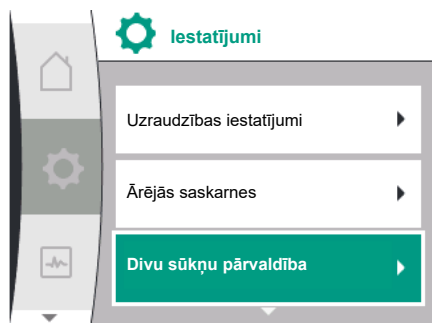 Iestatījumi
Uzraudzības iestatījumi
Ārējās saskarnes
Divu sūkņu pārvaldība